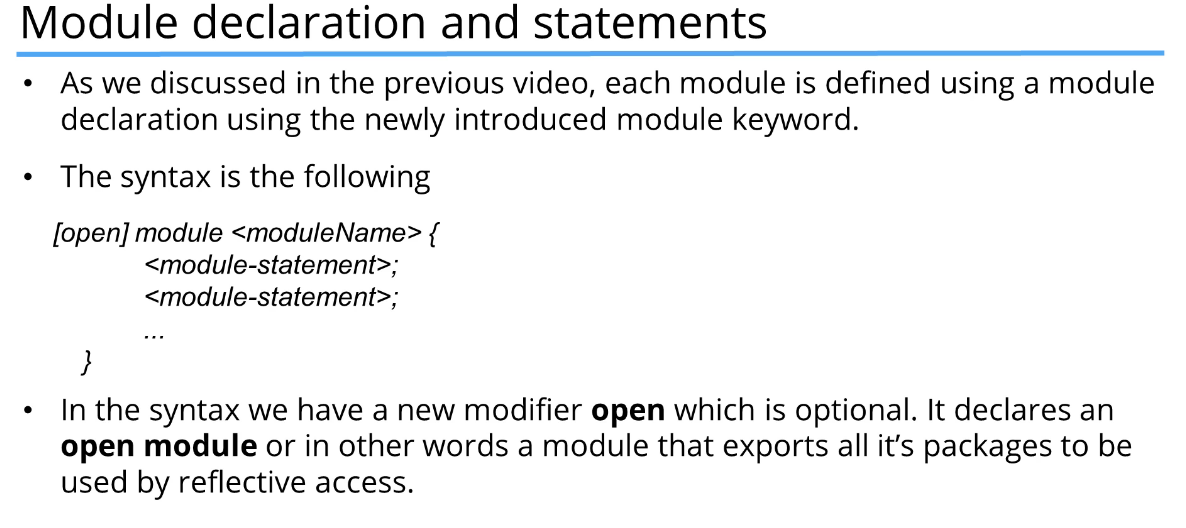 Module declaration and statements
• As we discussed in the previous video, each module is defined using a module
declaration using the newly introduced module keyword.
• The syntax is the following
[open] module <moduleName> {
<module-statement>;
<module-statement>;
...
}
• In the syntax we have a new modifier open which is optional. It declares an
open module or in other words a module that exports all it’s packages to be
used by reflective access.